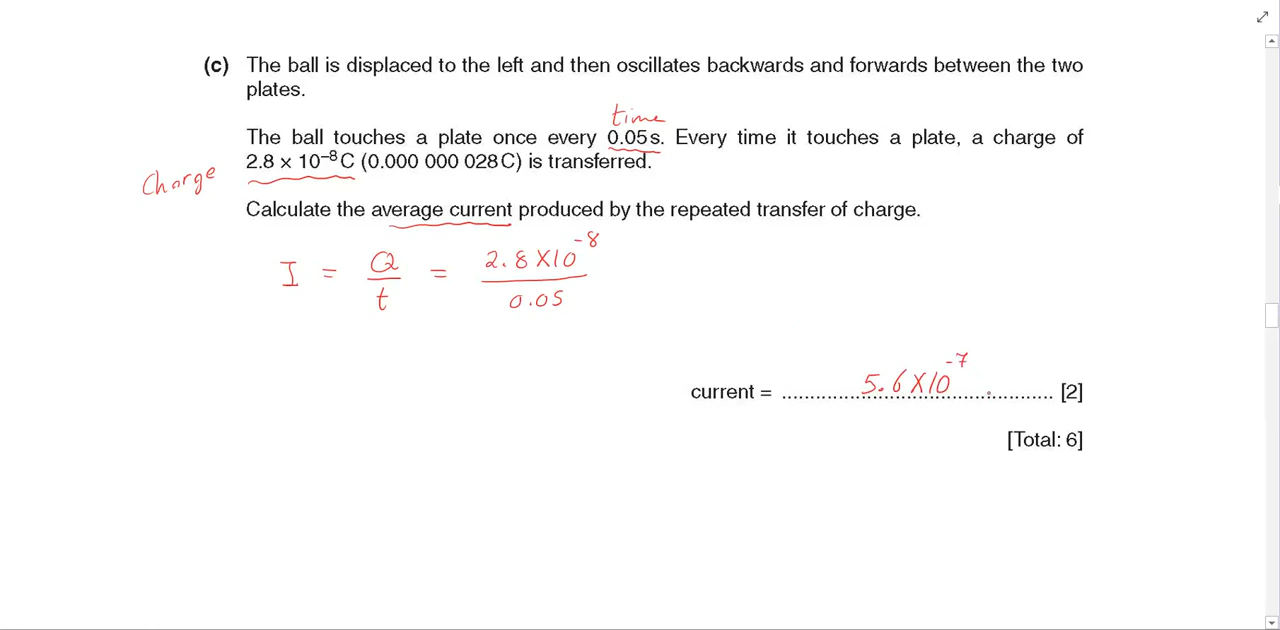 (c) The ball is displaced to the left and then oscillates backwards and forwards between the two
plates.
time
The ball touches a plate once every 0.05 s. Every time it touches a plate, a charge of
2.8 × 10⁻⁸ C (0.000 000 028 C) is transferred.
Charge
Calculate the average current produced by the repeated transfer of charge.
I = Q/t = 2.8 X10⁻⁸/0.05
current = ........ 5.6 X10⁻⁷ ........ [2]
[Total: 6]